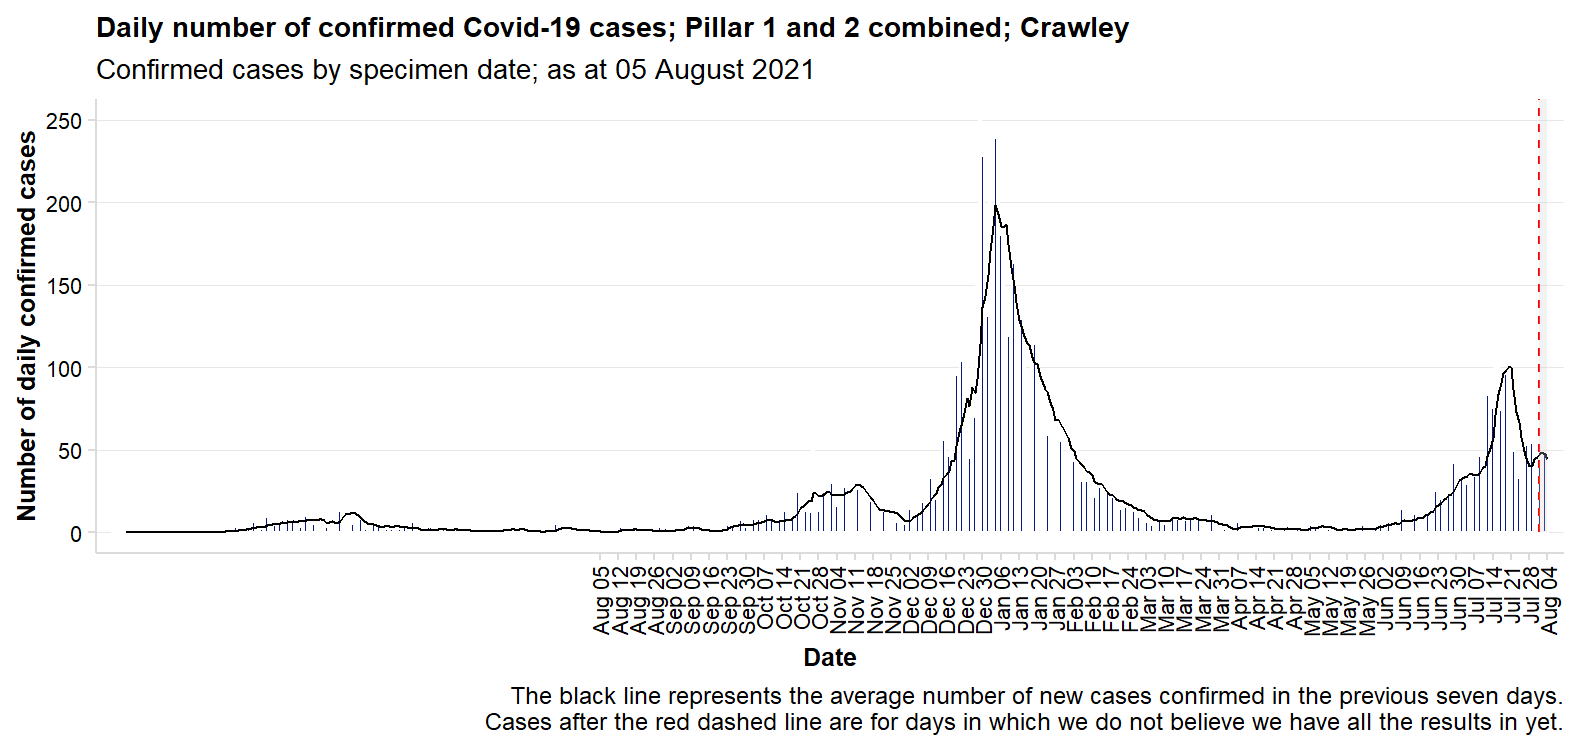 Daily number of confirmed Covid-19 cases; Pillar 1 and 2 combined; Crawley
Confirmed cases by specimen date; as at 05 August 2021
Number of daily confirmed cases
250
200
150
100
50
0
Aug 05
Aug 12
Aug 19
Aug 26
Sep 02
Sep 09
Sep 16
Sep 23
Sep 30
Oct 07
Oct 14
Oct 21
Oct 28
Nov 04
Nov 11
Nov 18
Nov 25
Dec 02
Dec 09
Dec 16
Dec 23
Dec 30
Jan 06
Jan 13
Jan 20
Jan 27
Feb 03
Feb 10
Feb 17
Feb 24
Mar 03
Mar 10
Mar 17
Mar 24
Mar 31
Apr 07
Apr 14
Apr 21
Apr 28
May 05
May 12
May 19
May 26
Jun 02
Jun 09
Jun 16
Jun 23
Jun 30
Jul 07
Jul 14
Jul 21
Jul 28
Aug 04
Date
The black line represents the average number of new cases confirmed in the previous seven days.
Cases after the red dashed line are for days in which we do not believe we have all the results in yet.